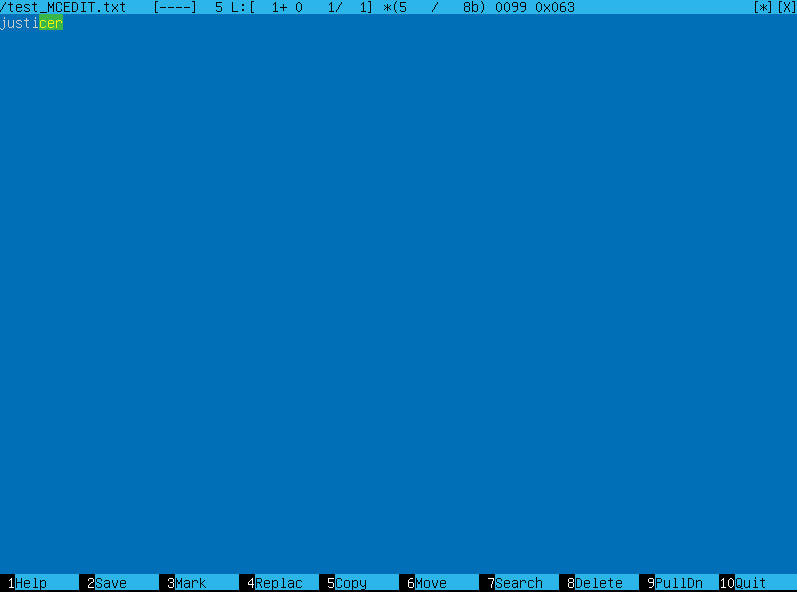 /test_MCEDIT.txt [----] 5 L:[ 1+ 0 1/ 1] *(5 / 8b) 0099 0x063 [*][X]
justicer
1Help 2Save 3Mark 4Replac 5Copy 6Move 7Search 8Delete 9PullDn 10Quit